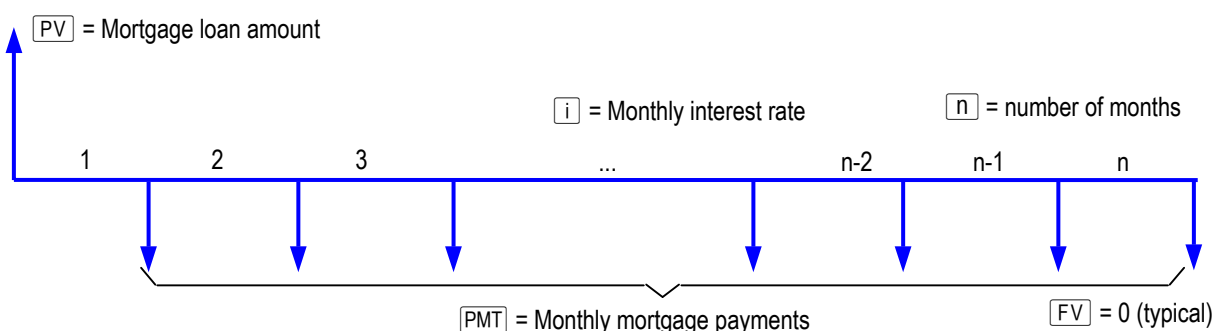 PV = Mortgage loan amount
i = Monthly interest rate
n = number of months
1 2 3 ... n-2 n-1 n
PMT = Monthly mortgage payments
FV = 0 (typical)